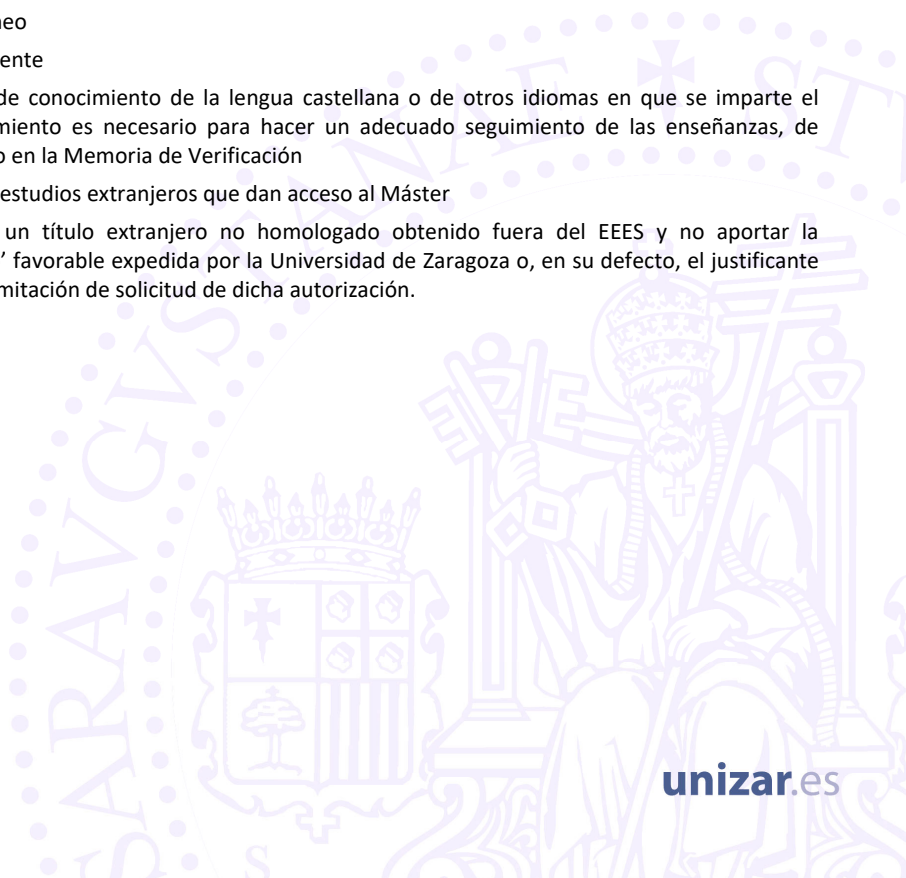 neo
ente
de conocimiento de la lengua castellana o de otros idiomas en que se imparte el
miento es necesario para hacer un adecuado seguimiento de las enseñanzas, de
o en la Memoria de Verificación
estudios extranjeros que dan acceso al Máster
un título extranjero no homologado obtenido fuera del EEES y no aportar la
’ favorable expedida por la Universidad de Zaragoza o, en su defecto, el justificante
mitación de solicitud de dicha autorización.
SARAVGVSTANAE ST
S
unizar.es